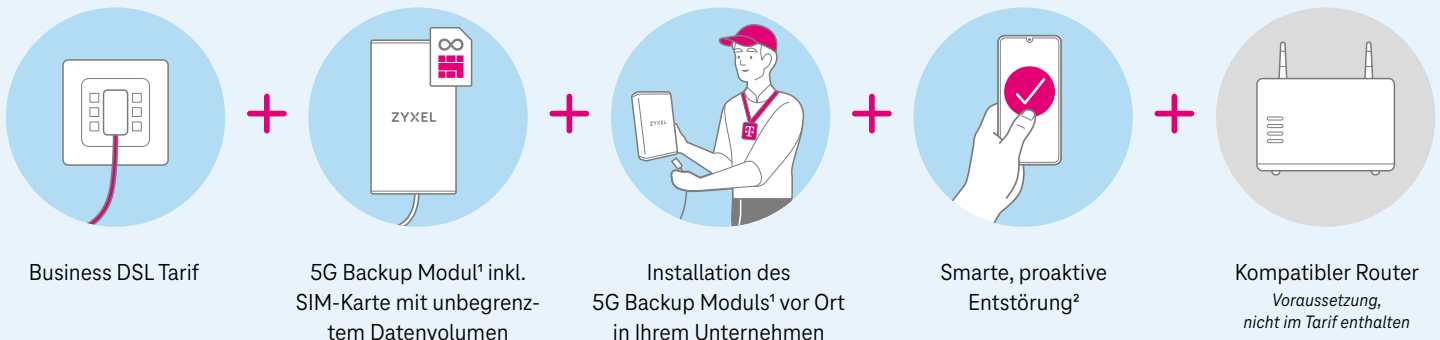 ZYXEL
ZYXEL
T
Business DSL Tarif
5G Backup Modul¹ inkl.
SIM-Karte mit unbegrenz-
tem Datenvolumen
Installation des
5G Backup Moduls¹ vor Ort
in Ihrem Unternehmen
Smarte, proaktive
Entstörung²
Kompatibler Router
Voraussetzung,
nicht im Tarif enthalten